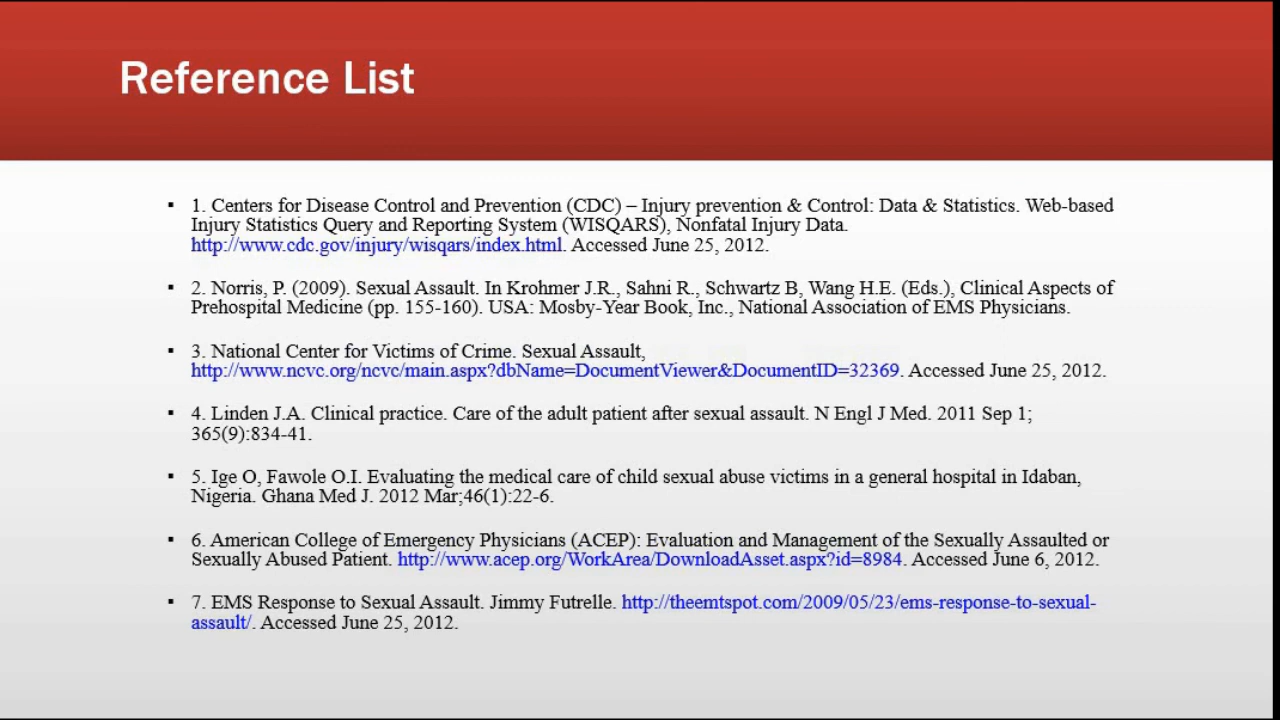 Reference List
▪ 1. Centers for Disease Control and Prevention (CDC) – Injury prevention & Control: Data & Statistics. Web-based
Injury Statistics Query and Reporting System (WISQARS), Nonfatal Injury Data.
http://www.cdc.gov/injury/wisqars/index.html. Accessed June 25, 2012.
▪ 2. Norris, P. (2009). Sexual Assault. In Krohmer J.R., Sahni R., Schwartz B, Wang H.E. (Eds.), Clinical Aspects of
Prehospital Medicine (pp. 155-160). USA: Mosby-Year Book, Inc., National Association of EMS Physicians.
▪ 3. National Center for Victims of Crime. Sexual Assault,
http://www.ncvc.org/ncvc/main.aspx?dbName=DocumentViewer&DocumentID=32369. Accessed June 25, 2012.
▪ 4. Linden J.A. Clinical practice. Care of the adult patient after sexual assault. N Engl J Med. 2011 Sep 1;
365(9):834-41.
▪ 5. Ige O, Fawole O.I. Evaluating the medical care of child sexual abuse victims in a general hospital in Idaban,
Nigeria. Ghana Med J. 2012 Mar;46(1):22-6.
▪ 6. American College of Emergency Physicians (ACEP): Evaluation and Management of the Sexually Assaulted or
Sexually Abused Patient. http://www.acep.org/WorkArea/DownloadAsset.aspx?id=8984. Accessed June 6, 2012.
▪ 7. EMS Response to Sexual Assault. Jimmy Futrelle. http://theemtspot.com/2009/05/23/ems-response-to-sexual-
assault/. Accessed June 25, 2012.